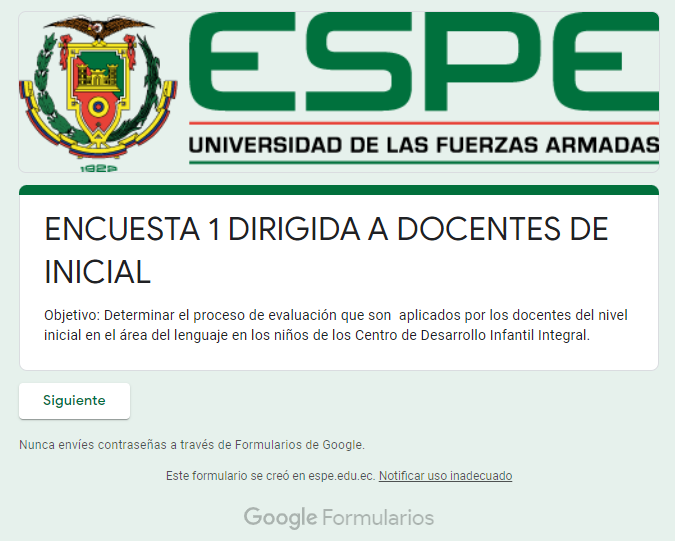 ESPE
UNIVERSIDAD DE LAS FUERZAS ARMADAS
1922
ENCUESTA 1 DIRIGIDA A DOCENTES DE
INICIAL
Objetivo: Determinar el proceso de evaluación que son  aplicados por los docentes del nivel
inicial en el área del lenguaje en los niños de los Centro de Desarrollo Infantil Integral.
Siguiente
Nunca envíes contraseñas a través de Formularios de Google.
Este formulario se creó en espe.edu.ec. Notificar uso inadecuado
Google Formularios